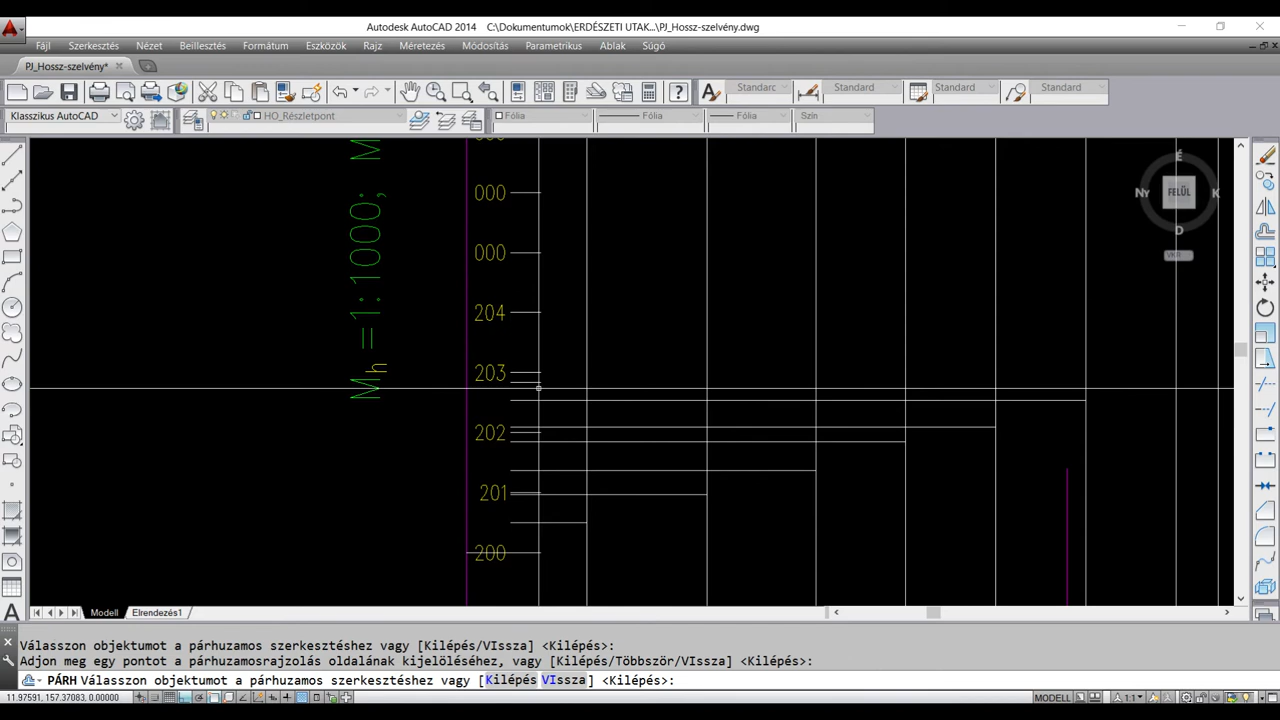 Autodesk AutoCAD 2014 C:\Dokumentumok\ERDÉSZETI UTAK...\PJ_Hossz-szelvény.dwg
Fájl Szerkesztés Nézet Beillesztés Formátum Eszközök Rajz Méretezés Módosítás Parametrikus Ablak Súgó
PJ_Hossz-szelvény*
Standarc Standard Standard Standard
Klasszikus AutoCAD HO_Részletpont Fólia Fólia Fólia Szín
É
Ny FELÜL K
D
VKR
000
000
204
203
202
201
200
Mh=1:1000; M
Modell Elrendezés1
Válasszon objektumot a párhuzamos szerkesztéshez vagy [Kilépés/VIssza] <Kilépés>:
Adjon meg egy pontot a párhuzamosrajzolás oldalának kijelöléséhez, vagy [Kilépés/Többször/VIssza] <Kilépés>:
PÁRH Válasszon objektumot a párhuzamos szerkesztéshez vagy [Kilépés VIssza] <Kilépés>:
11.97591, 157.37083, 0.00000 MODELL 1:1